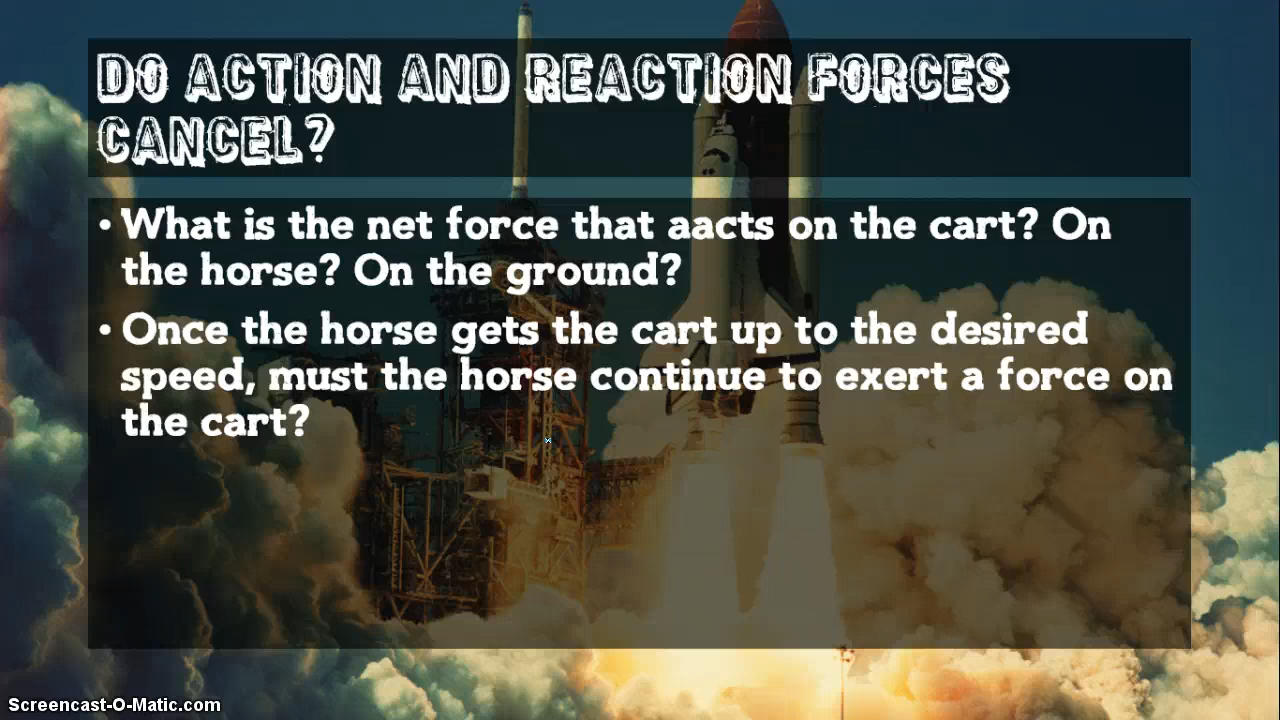 DO ACTION AND REACTION FORCES
CANCEL?
• What is the net force that aacts on the cart? On
the horse? On the ground?
• Once the horse gets the cart up to the desired
speed, must the horse continue to exert a force on
the cart?
Screencast-O-Matic.com